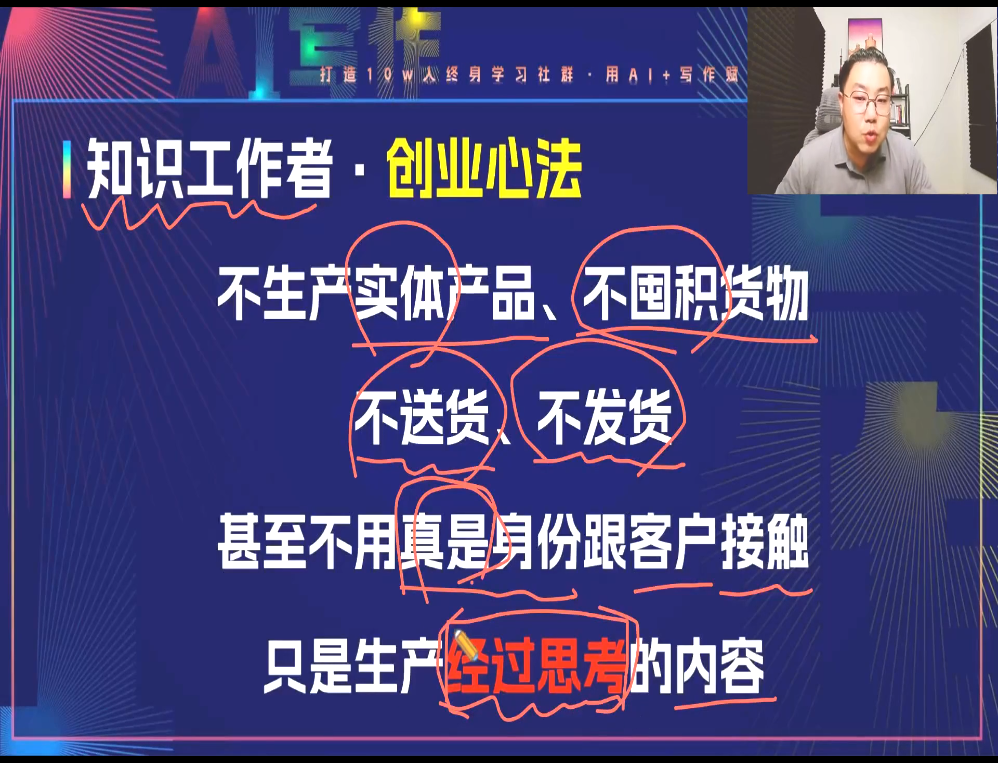 AI写作
打造10w人终身学习社群·用AI+写作赋
知识工作者·创业心法
不生产实体产品、不囤积货物
不送货、不发货
甚至不用真是身份跟客户接触
只是生产经过思考的内容